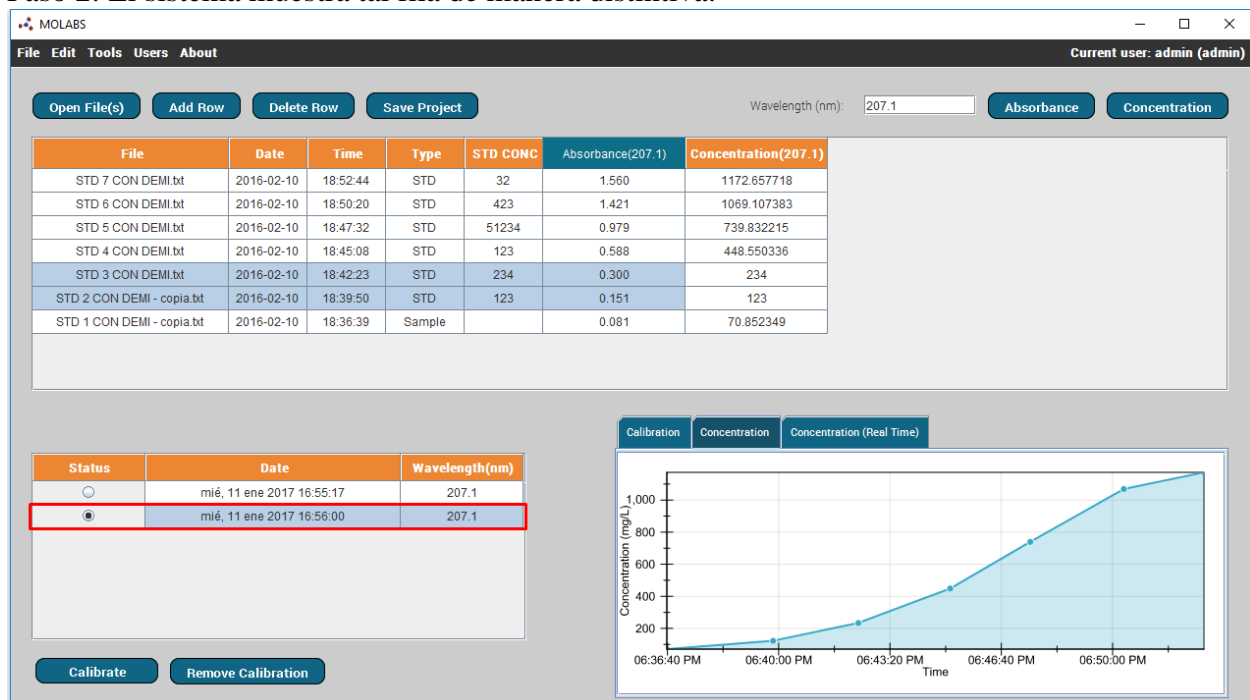 Paso 2: El sistema muestra tal fila de manera distintiva.
MOLABS
File Edit Tools Users About Current user: admin (admin)
Open File(s) Add Row Delete Row Save Project Wavelength (nm): 207.1 Absorbance Concentration
File Date Time Type STD CONC Absorbance(207.1) Concentration(207.1)
STD 7 CON DEMI.txt 2016-02-10 18:52:44 STD 32 1.560 1172.657718
STD 6 CON DEMI.txt 2016-02-10 18:50:20 STD 423 1.421 1069.107383
STD 5 CON DEMI.txt 2016-02-10 18:47:32 STD 51234 0.979 739.832215
STD 4 CON DEMI.txt 2016-02-10 18:45:08 STD 123 0.588 448.550336
STD 3 CON DEMI.txt 2016-02-10 18:42:23 STD 234 0.300 234
STD 2 CON DEMI - copia.txt 2016-02-10 18:39:50 STD 123 0.151 123
STD 1 CON DEMI - copia.txt 2016-02-10 18:36:39 Sample 0.081 70.852349
Calibration Concentration Concentration (Real Time)
Status Date Wavelength(nm)
mié, 11 ene 2017 16:55:17 207.1
mié, 11 ene 2017 16:56:00 207.1
Concentration (mg/L)
1,000
800
600
400
200
06:36:40 PM 06:40:00 PM 06:43:20 PM 06:46:40 PM 06:50:00 PM
Time
Calibrate Remove Calibration